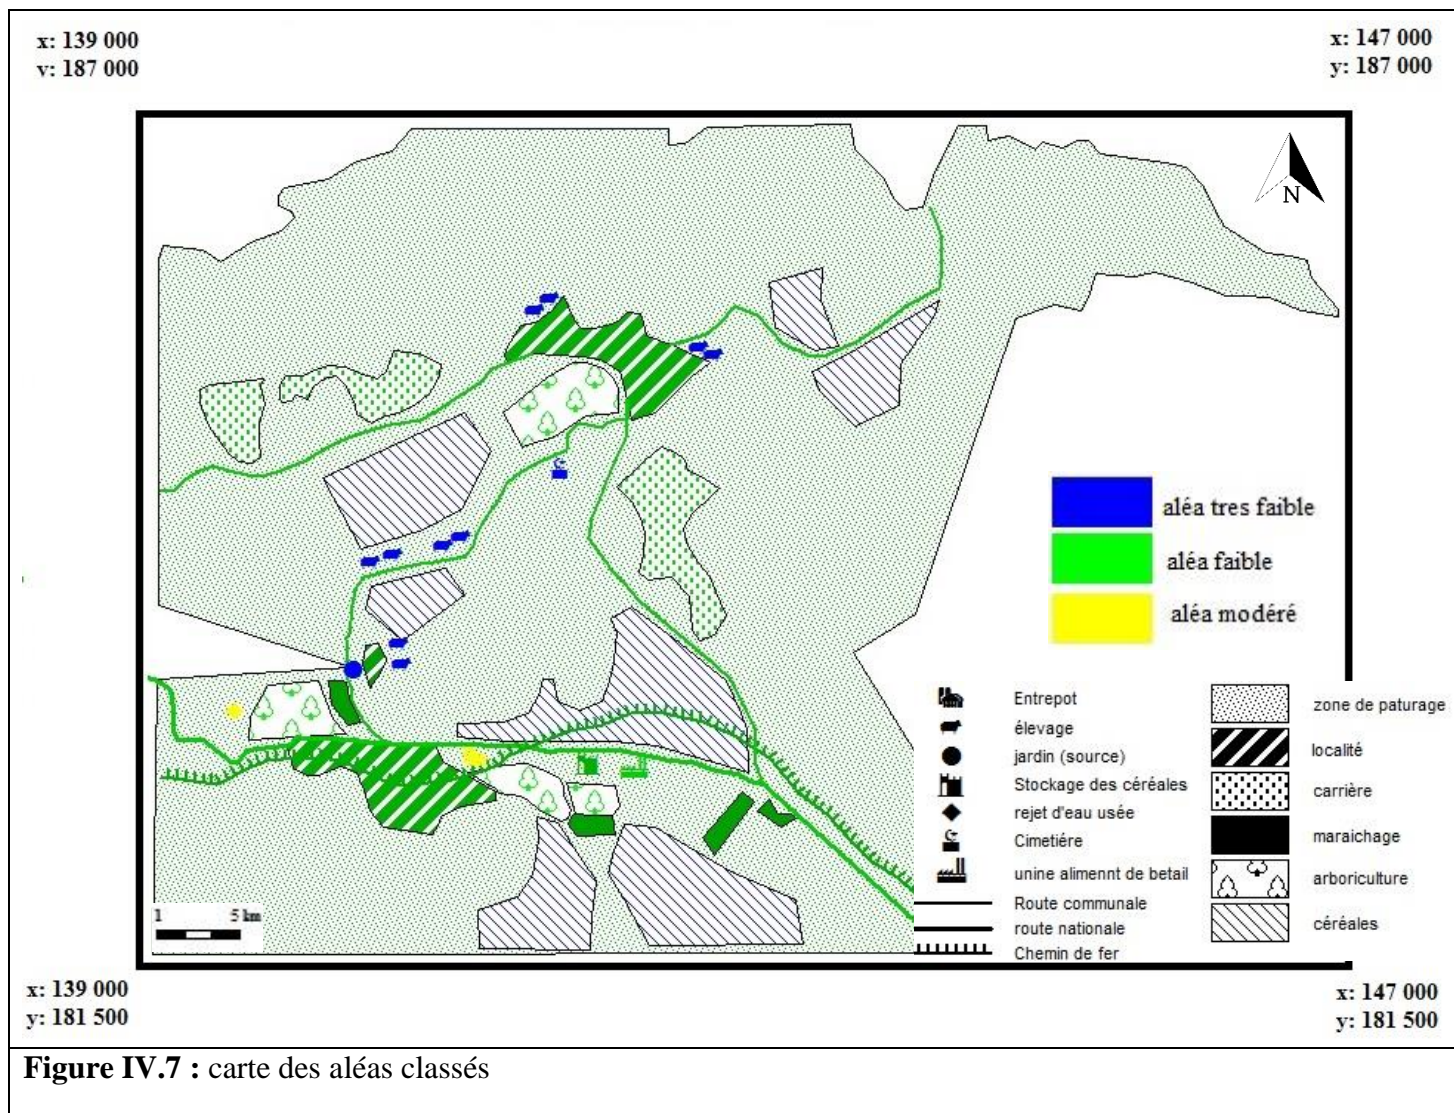 x: 139 000
y: 187 000
x: 147 000
y: 187 000
N
aléa tres faible
aléa faible
aléa modéré
Entrepot
élevage
jardin (source)
Stockage des céréales
rejet d'eau usée
Cimetiére
unine alimennt de betail
Route communale
route nationale
Chemin de fer
zone de paturage
localité
carrière
maraichage
arboriculture
céréales
1 5 km
x: 139 000
y: 181 500
x: 147 000
y: 181 500
Figure IV.7 : carte des aléas classés